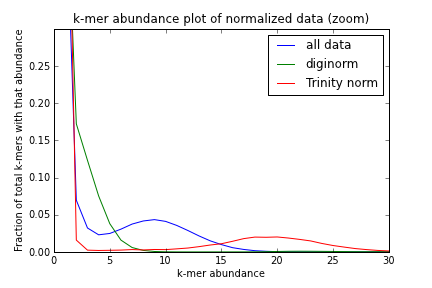 k-mer abundance plot of normalized data (zoom)
Fraction of total k-mers with that abundance
0.25
0.20
0.15
0.10
0.05
0.00
all data
diginorm
Trinity norm
0 5 10 15 20 25 30
k-mer abundance